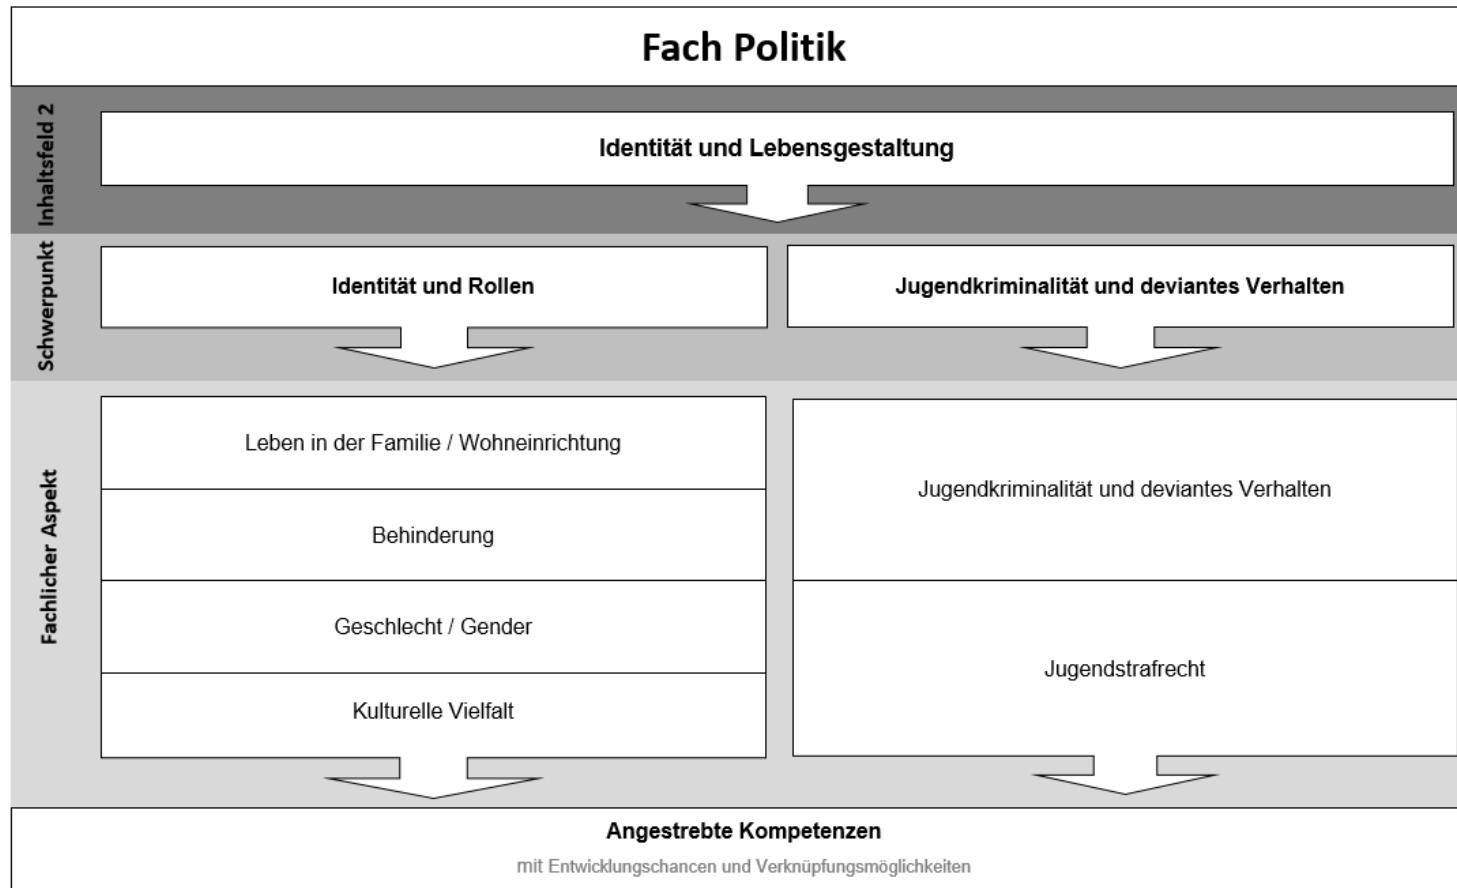 Fach Politik
Inhaltsfeld 2
Identität und Lebensgestaltung
Schwerpunkt
Identität und Rollen
Jugendkriminalität und deviantes Verhalten
Fachlicher Aspekt
Leben in der Familie / Wohneinrichtung
Behinderung
Geschlecht / Gender
Kulturelle Vielfalt
Jugendkriminalität und deviantes Verhalten
Jugendstrafrecht
Angestrebte Kompetenzen
mit Entwicklungschancen und Verknüpfungsmöglichkeiten